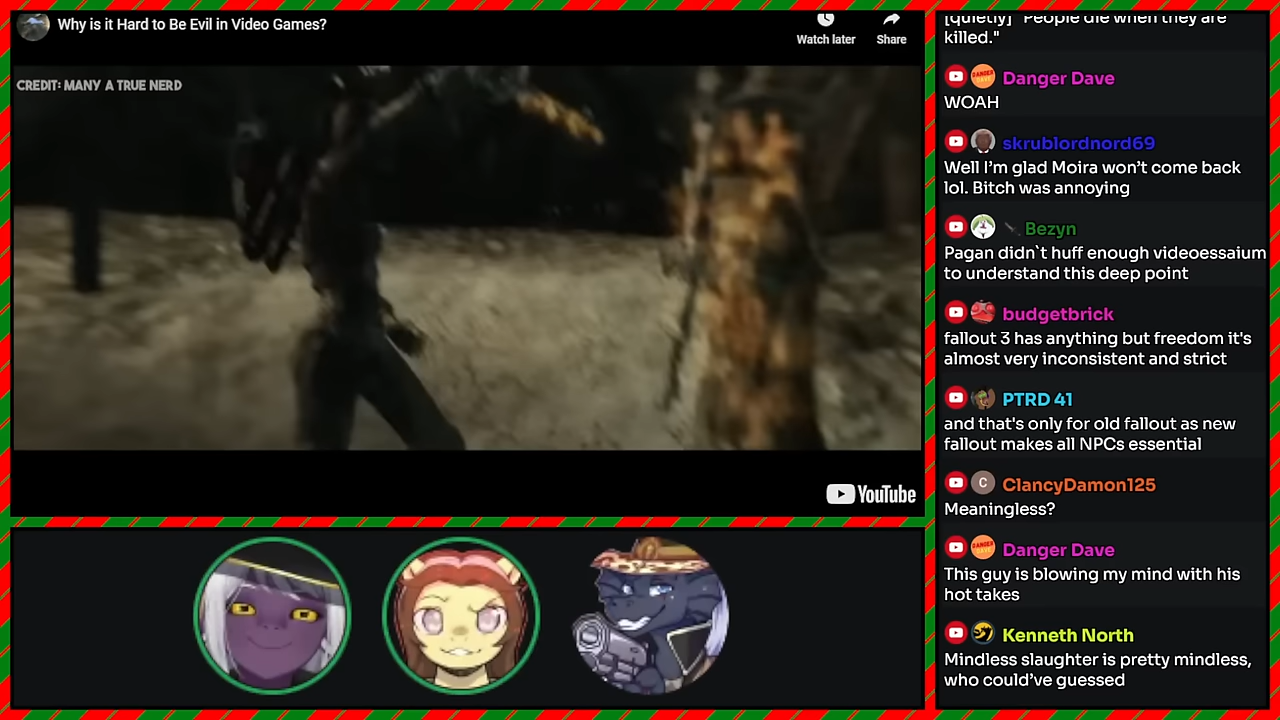 Why is it Hard to Be Evil in Video Games?
Watch later
Share
CREDIT: MANY A TRUE NERD
YouTube
[quietly] "People die when they are
killed."
Danger Dave
WOAH
skrublordnord69
Well I’m glad Moira won’t come back
lol. Bitch was annoying
Bezyn
Pagan didn`t huff enough videoessaium
to understand this deep point
budgetbrick
fallout 3 has anything but freedom it's
almost very inconsistent and strict
PTRD 41
and that's only for old fallout as new
fallout makes all NPCs essential
C
ClancyDamon125
Meaningless?
Danger Dave
This guy is blowing my mind with his
hot takes
Kenneth North
Mindless slaughter is pretty mindless,
who could’ve guessed